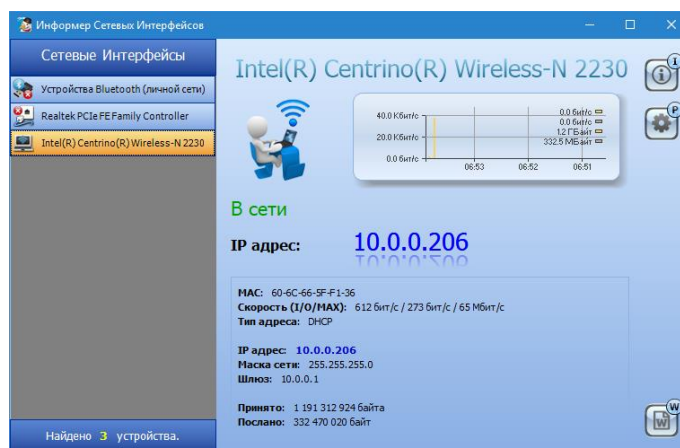 Информер Сетевых Интерфейсов
Сетевые Интерфейсы
Устройства Bluetooth (личной сети)
Realtek PCIe FE Family Controller
Intel(R) Centrino(R) Wireless-N 2230
Найдено 3 устройства.
Intel(R) Centrino(R) Wireless-N 2230
I
P
40.0 Кбит/с
20.0 Кбит/с
0.0 бит/с
0.0 бит/с
0.0 бит/с
1.2 ГБайт
332.5 МБайт
06:53 06:52 06:51
В сети
IP адрес: 10.0.0.206
MAC: 60-6C-66-5F-F1-36
Скорость (I/O/MAX): 612 бит/с / 273 бит/с / 65 Мбит/с
Тип адреса: DHCP
IP адрес: 10.0.0.206
Маска сети: 255.255.255.0
Шлюз: 10.0.0.1
Принято: 1 191 312 924 байта
Послано: 332 470 020 байт
W
W